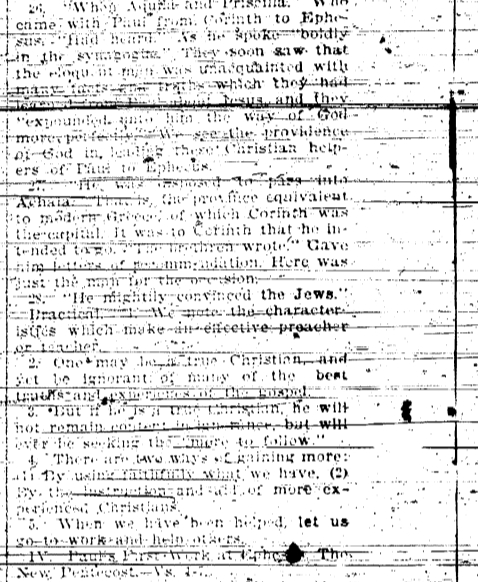 26. "When Aquila and Priscilla." Who
came with Paul from Corinth to Ephe-
sus. "Had heard." As he spoke "boldly
in the synagogue." They soon saw that
the eloquent man was unacquainted with
many facts and truths which they had
learned from Paul about Jesus, and they
"expounded unto him the way of God
more perfectly." We see the providence
of God in leading these Christian help-
ers of Paul to Ephesus.
27. "He was disposed to pass into
Achaia." That is, the province equivalent
to modern Greece, of which Corinth was
the capital. It was to Corinth that he in-
tended to go. "The brethren wrote." Gave
him letters of recommendation. Here was
just the man for the occasion.
28. "He mightily convinced the Jews."
Practical. 1. We note the character-
istics which make an effective preacher
or teacher.
2. One may be a true Christian, and
yet be ignorant of many of the best
truths and experiences of the gospel.
3. But if he is a true Christian, he will
not remain content in ignorance, but will
ever be seeking the "more to follow."
4. There are two ways of gaining more:
(1) By using faithfully what we have. (2)
By the instruction and aid of more ex-
perienced Christians.
5. When we have been helped, let us
go to work and help others.
IV. Paul's First Work at Ephesus, The
New Pentecost.—Vs.